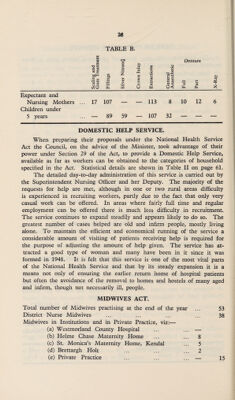 26
TABLE B.
Scaling and Gum Treatment
Fillings
Silver Nitrate
Crown Inlay
Extractions
General Anaesthetic
Dentures
Full
Part
X-Ray
Expectant and
Nursing Mothers ... 17 107 — — 113 8 10 12 6
Children under
5 years ... — 89 59 — 107 32 — — —
DOMESTIC HELP SERVICE.
When preparing their proposals under the National Health Service
Act the Council, on the advice of the Minister, took advantage of their
power under Section 29 of the Act, to provide a Domestic Help Service,
available as far as workers can be obtained to the categories of household
specified in the Act. Statistical details are shown in Table II on page 61.
The detailed day-to-day administration of this service is carried out by
the Superintendent Nursing Officer and her Deputy. The majority of the
requests for help are met, although in one or two rural areas difficulty
is experienced in recruiting workers, partly due to the fact that only very
casual work can be offered. In areas where fairly full time and regular
employment can be offered there is much less difficulty in recruitment.
The service continues to expand steadily and appears likely to do so. The
greatest number of cases helped are old and infirm people, mostly living
alone. To maintain the efficient and economical running of the service a
considerable amount of visiting of patients receiving help is required for
the purpose of adjusting the amount of help given. The service has at-
tracted a good type of woman and many have been in it since it was
formed in 1948. It is felt that this service is one of the most vital parts
of the National Health Service and that by its steady expansion it is a
means not only of ensuring the earlier return home of hospital patients
but often the avoidance of the removal to homes and hostels of many aged
and infirm, though not necessarily ill, people.
MIDWIVES ACT.
Total number of Midwives practising at the end of the year ... 53
District Nurse Midwives ... ... ... ... ... 38
Midwives in Institutions and in Private Practice, viz:—
(a) Westmorland County Hospital ... ... —
(b) Helme Chase Maternity Home ... ... 8
(c) St. Monica's Maternity Home, Kendal ... 5
(d) Brettargh Holt ... ... ... 2
(e) Private Practice ... ... ... — 15